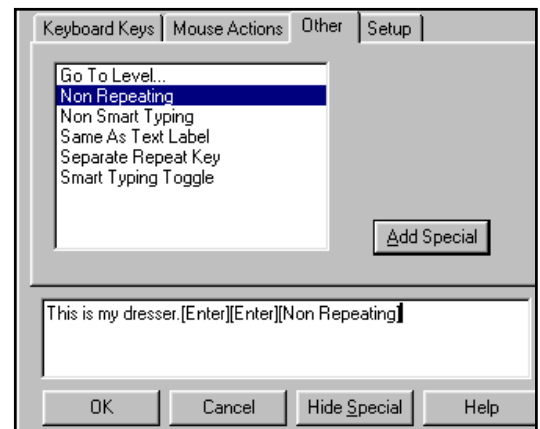 Keyboard Keys Mouse Actions Other Setup
Go To Level...
Non Repeating
Non Smart Typing
Same As Text Label
Separate Repeat Key
Smart Typing Toggle
Add Special
This is my dresser.[Enter][Enter][Non Repeating]
OK Cancel Hide Special Help